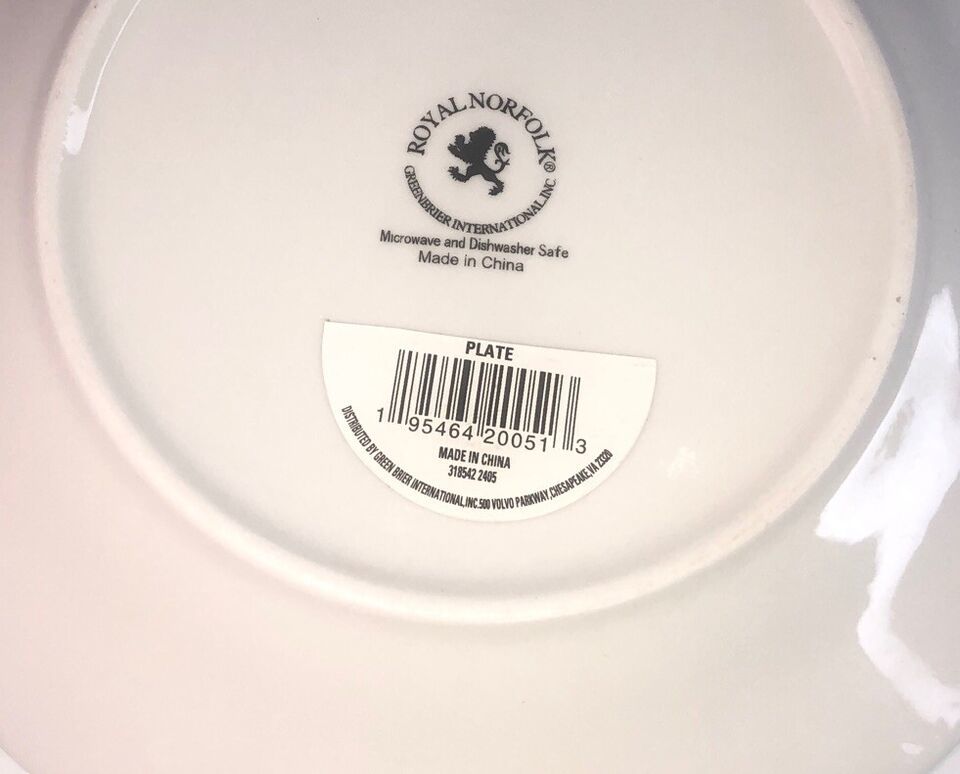 ROYAL NORFOLK®
GREENBRIER INTERNATIONAL, INC
Microwave and Dishwasher Safe
Made in China
PLATE
1 95464 20051 3
MADE IN CHINA
318542 2405
DISTRIBUTED BY GREEN BRIER INTERNATIONAL,INC.500 VOLVO PARKWAY,CHESAPEAKE,VA 23320